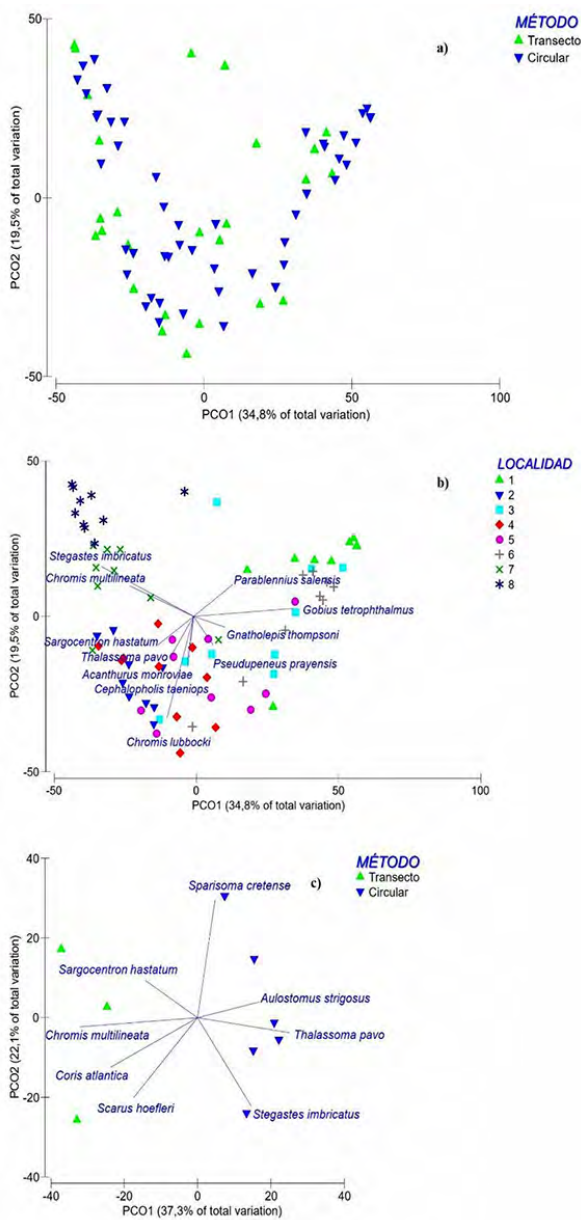 MÉTODO
Transecto
Circular
a)
50
0
-50
PCO2 (19,5% of total variation)
-50
0
50
100
PCO1 (34,8% of total variation)
b)
LOCALIDAD
1
2
3
4
5
6
7
8
50
0
-50
PCO2 (19,5% of total variation)
Stegastes imbricatus
Chromis multilineata
Parablennius salensis
Gobius tetrophthalmus
Gnatholepis thompsoni
Sargocentron hastatum
Thalassoma pavo
Pseudupeneus prayensis
Acanthurus monroviae
Cephalopholis taeniops
Chromis lubbocki
-50
0
50
100
PCO1 (34,8% of total variation)
MÉTODO
Transecto
Circular
c)
40
20
0
-20
-40
PCO2 (22,1% of total variation)
Sparisoma cretense
Sargocentron hastatum
Aulostomus strigosus
Chromis multilineata
Thalassoma pavo
Coris atlantica
Scarus hoefleri
Stegastes imbricatus
-40
-20
0
20
40
PCO1 (37,3% of total variation)